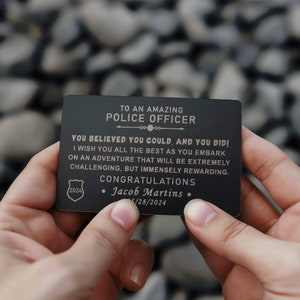 TO AN AMAZING
POLICE OFFICER
YOU BELIEVED YOU COULD, AND YOU DID!
I WISH YOU ALL THE BEST AS YOU EMBARK
ON AN ADVENTURE THAT WILL BE EXTREMELY
CHALLENGING, BUT IMMENSELY REWARDING.
CONGRATULATIONS
2024
Jacob Martins
5/28/2024